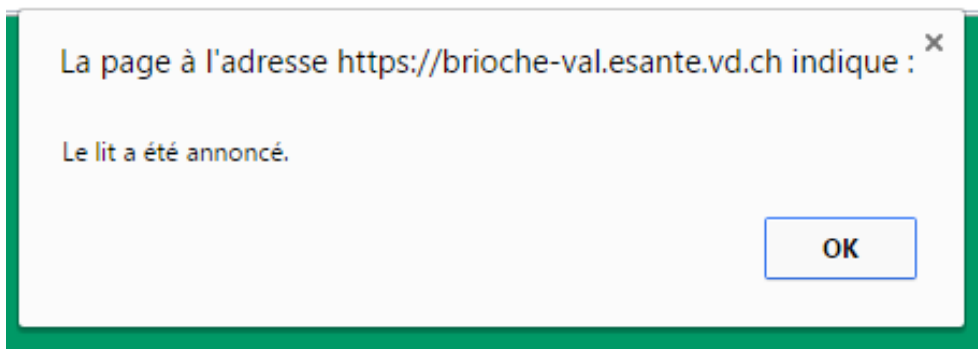 La page à l'adresse https://brioche-val.esante.vd.ch indique :
Le lit a été annoncé.
OK